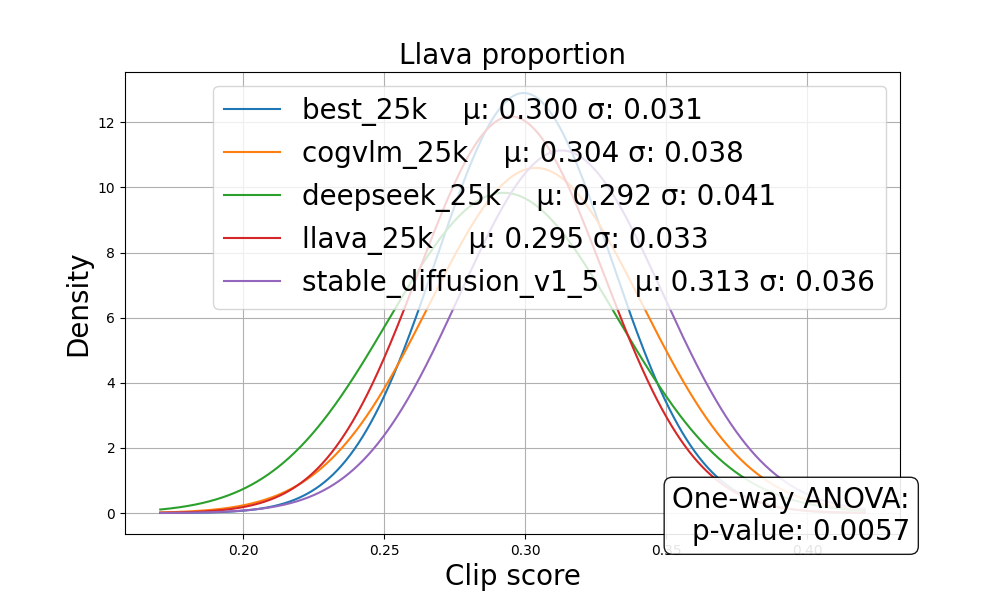 Llava proportion
best_25k μ: 0.300 σ: 0.031
cogvlm_25k μ: 0.304 σ: 0.038
deepseek_25k μ: 0.292 σ: 0.041
llava_25k μ: 0.295 σ: 0.033
stable_diffusion_v1_5 μ: 0.313 σ: 0.036
Density
12
10
8
6
4
2
0
One-way ANOVA:
p-value: 0.0057
0.20 0.25 0.30 0.35 0.40
Clip score